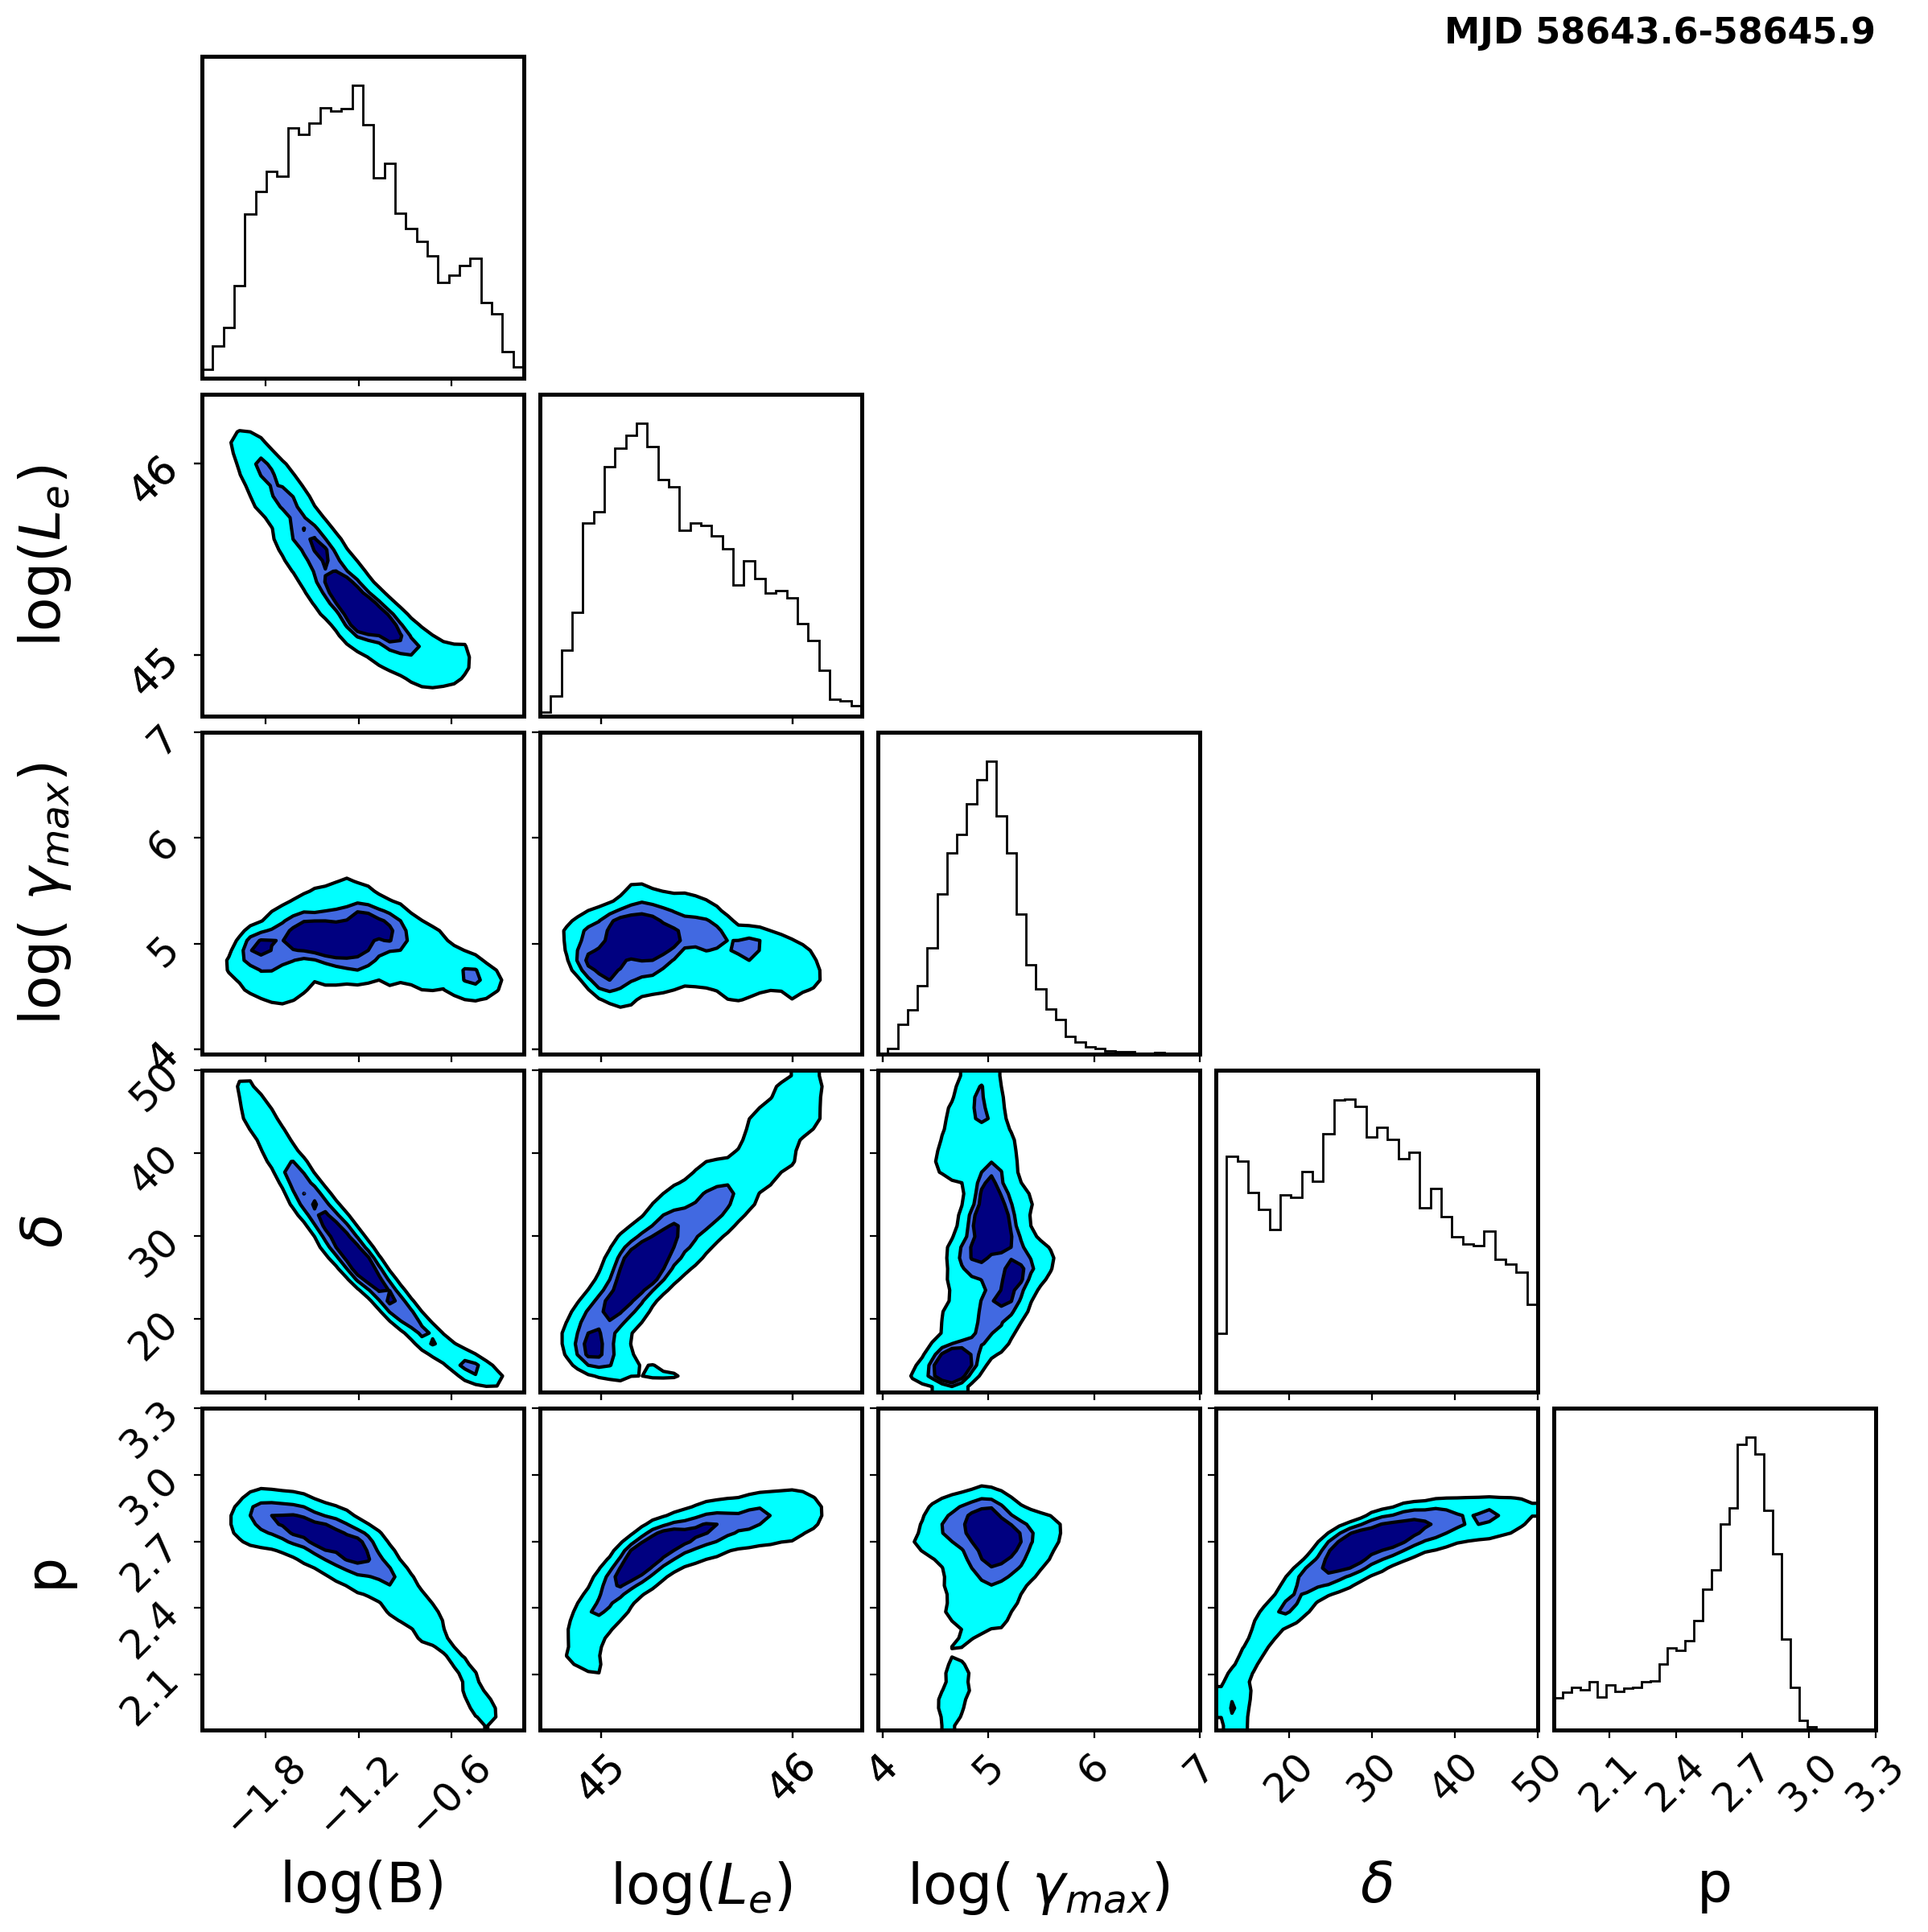 MJD 58643.6-58645.9
log(Lₑ)
46
45
log( γₘₐₓ)
7
6
5
4
δ
50
40
30
20
p
3.3
3.0
2.7
2.4
2.1
−1.8 −1.2 −0.6 45 46 4 5 6 7 20 30 40 50 2.1 2.4 2.7 3.0 3.3
log(B) log(Lₑ) log( γₘₐₓ) δ p